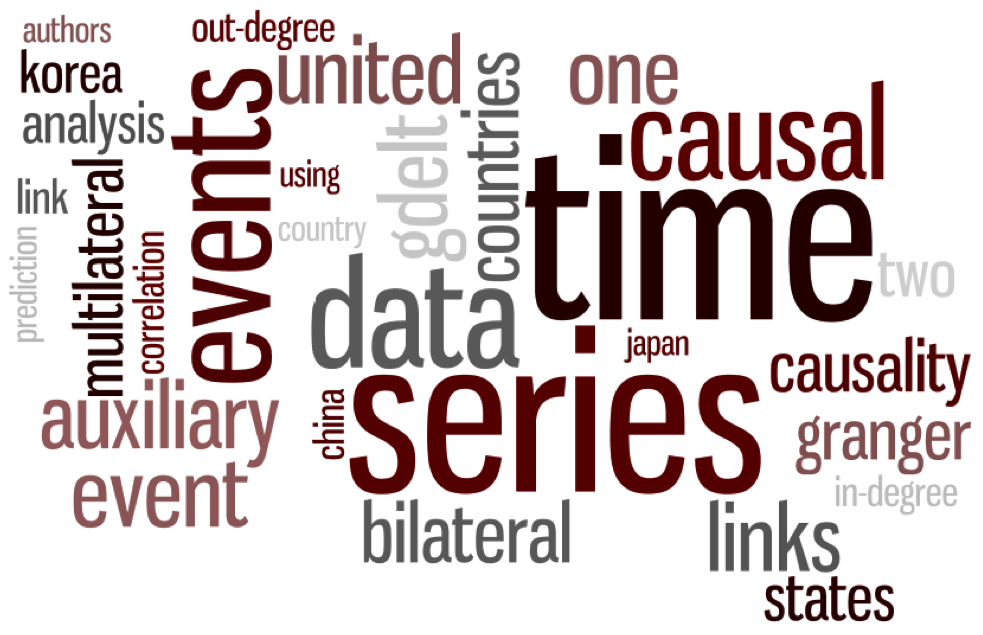 authors
out-degree
korea
united
one
analysis
events
countries
causal
gdelt
time
link
multilateral
using
country
prediction
correlation
data
two
series
japan
causality
auxiliary
china
granger
event
in-degree
bilateral
links
states